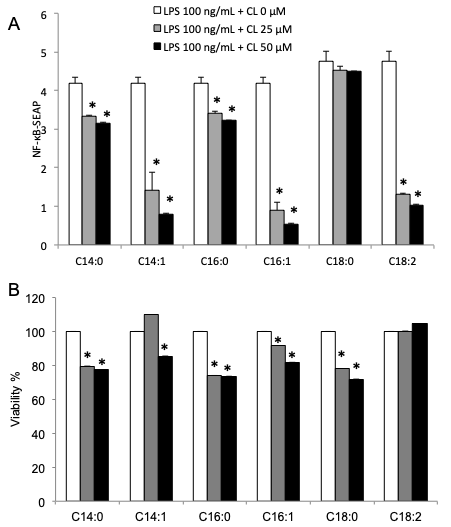 A
LPS 100 ng/mL + CL 0 µM
LPS 100 ng/mL + CL 25 µM
LPS 100 ng/mL + CL 50 µM
NF-κB-SEAP
6
5
4
3
2
1
0
* * * * * * * * * *
C14:0 C14:1 C16:0 C16:1 C18:0 C18:2
B
Viability %
120
100
80
60
40
20
0
* * * * * * * * *
C14:0 C14:1 C16:0 C16:1 C18:0 C18:2